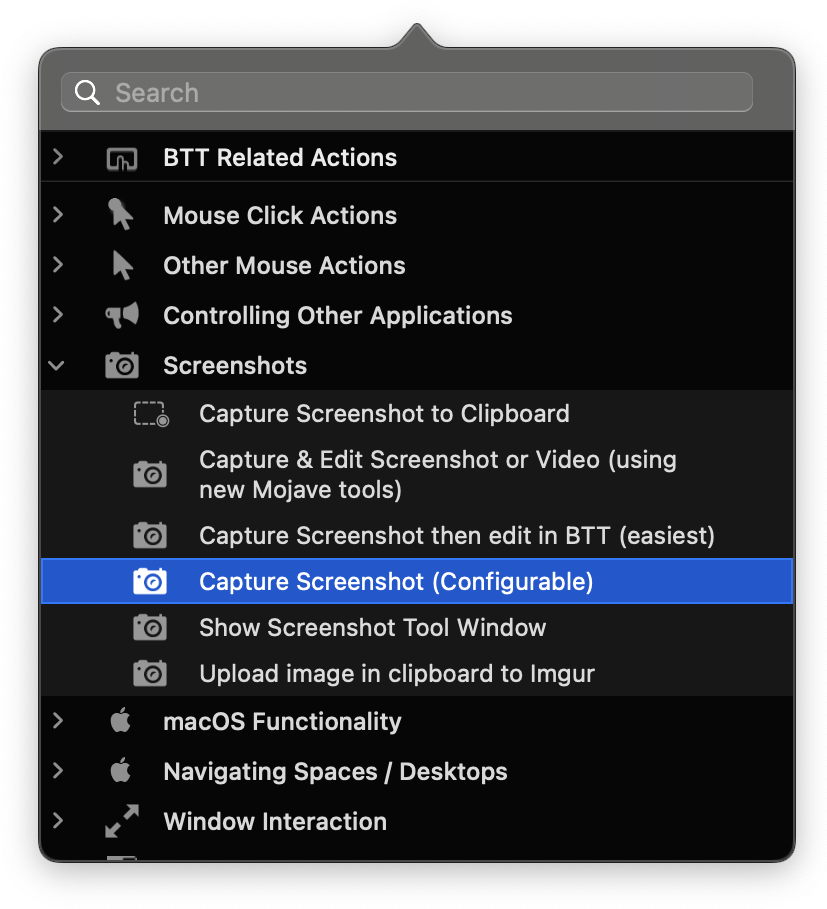 Search
BTT Related Actions
Mouse Click Actions
Other Mouse Actions
Controlling Other Applications
Screenshots
Capture Screenshot to Clipboard
Capture & Edit Screenshot or Video (using
new Mojave tools)
Capture Screenshot then edit in BTT (easiest)
Capture Screenshot (Configurable)
Show Screenshot Tool Window
Upload image in clipboard to Imgur
macOS Functionality
Navigating Spaces / Desktops
Window Interaction